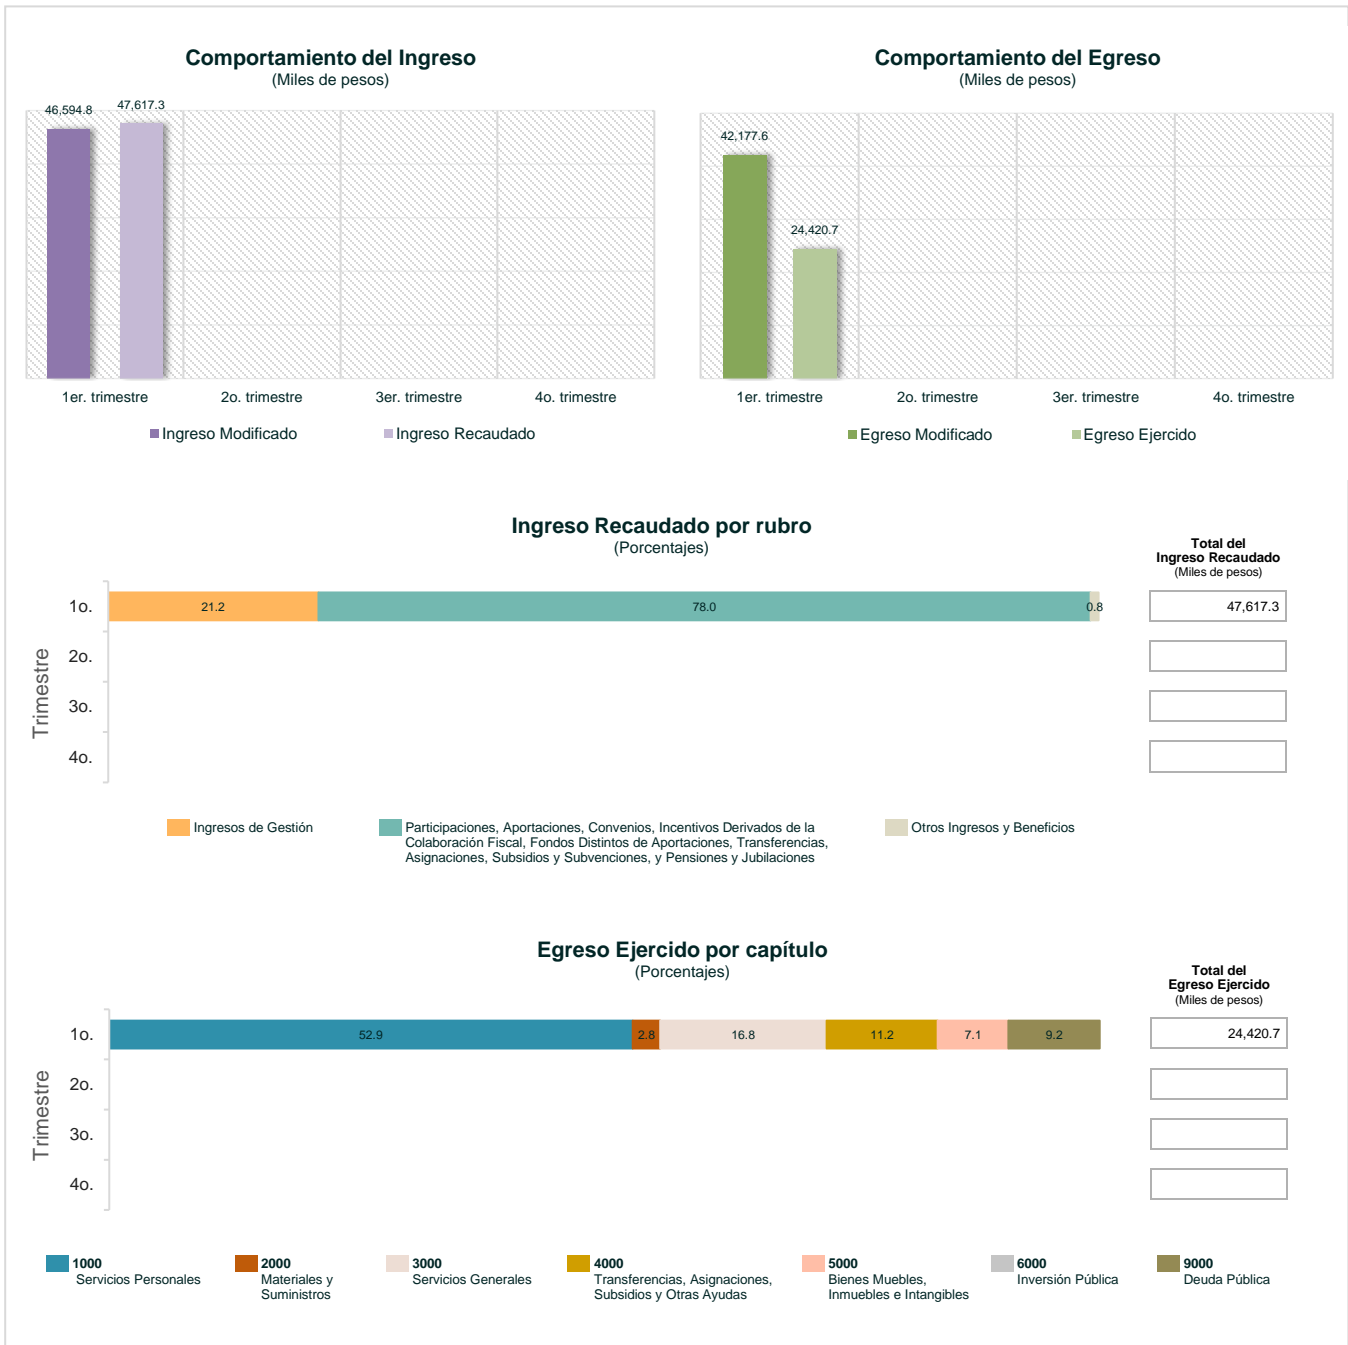 Comportamiento del Ingreso
(Miles de pesos)
46,594.8
47,617.3
1er. trimestre
2o. trimestre
3er. trimestre
4o. trimestre
Ingreso Modificado
Ingreso Recaudado
Comportamiento del Egreso
(Miles de pesos)
42,177.6
24,420.7
1er. trimestre
2o. trimestre
3er. trimestre
4o. trimestre
Egreso Modificado
Egreso Ejercido
Ingreso Recaudado por rubro
(Porcentajes)
Total del
Ingreso Recaudado
(Miles de pesos)
Trimestre
1o.
21.2
78.0
0.8
47,617.3
2o.
3o.
4o.
Ingresos de Gestión
Participaciones, Aportaciones, Convenios, Incentivos Derivados de la
Colaboración Fiscal, Fondos Distintos de Aportaciones, Transferencias,
Asignaciones, Subsidios y Subvenciones, y Pensiones y Jubilaciones
Otros Ingresos y Beneficios
Egreso Ejercido por capítulo
(Porcentajes)
Total del
Egreso Ejercido
(Miles de pesos)
Trimestre
1o.
52.9
2.8
16.8
11.2
7.1
9.2
24,420.7
2o.
3o.
4o.
1000
Servicios Personales
2000
Materiales y
Suministros
3000
Servicios Generales
4000
Transferencias, Asignaciones,
Subsidios y Otras Ayudas
5000
Bienes Muebles,
Inmuebles e Intangibles
6000
Inversión Pública
9000
Deuda Pública